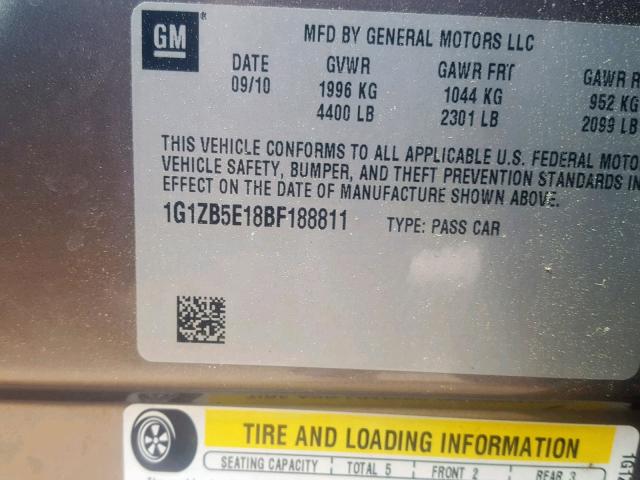 GM
MFD BY GENERAL MOTORS LLC
DATE GVWR GAWR FRT GAWR R
09/10 1996 KG 1044 KG 952 KG
4400 LB 2301 LB 2099 LB
THIS VEHICLE CONFORMS TO ALL APPLICABLE U.S. FEDERAL MOTO
VEHICLE SAFETY, BUMPER, AND THEFT PREVENTION STANDARDS IN
EFFECT ON THE DATE OF MANUFACTURE SHOWN ABOVE.
1G1ZB5E18BF188811 TYPE: PASS CAR
TIRE AND LOADING INFORMATION
SEATING CAPACITY TOTAL 5 FRONT 2 REAR 3
1G1Z